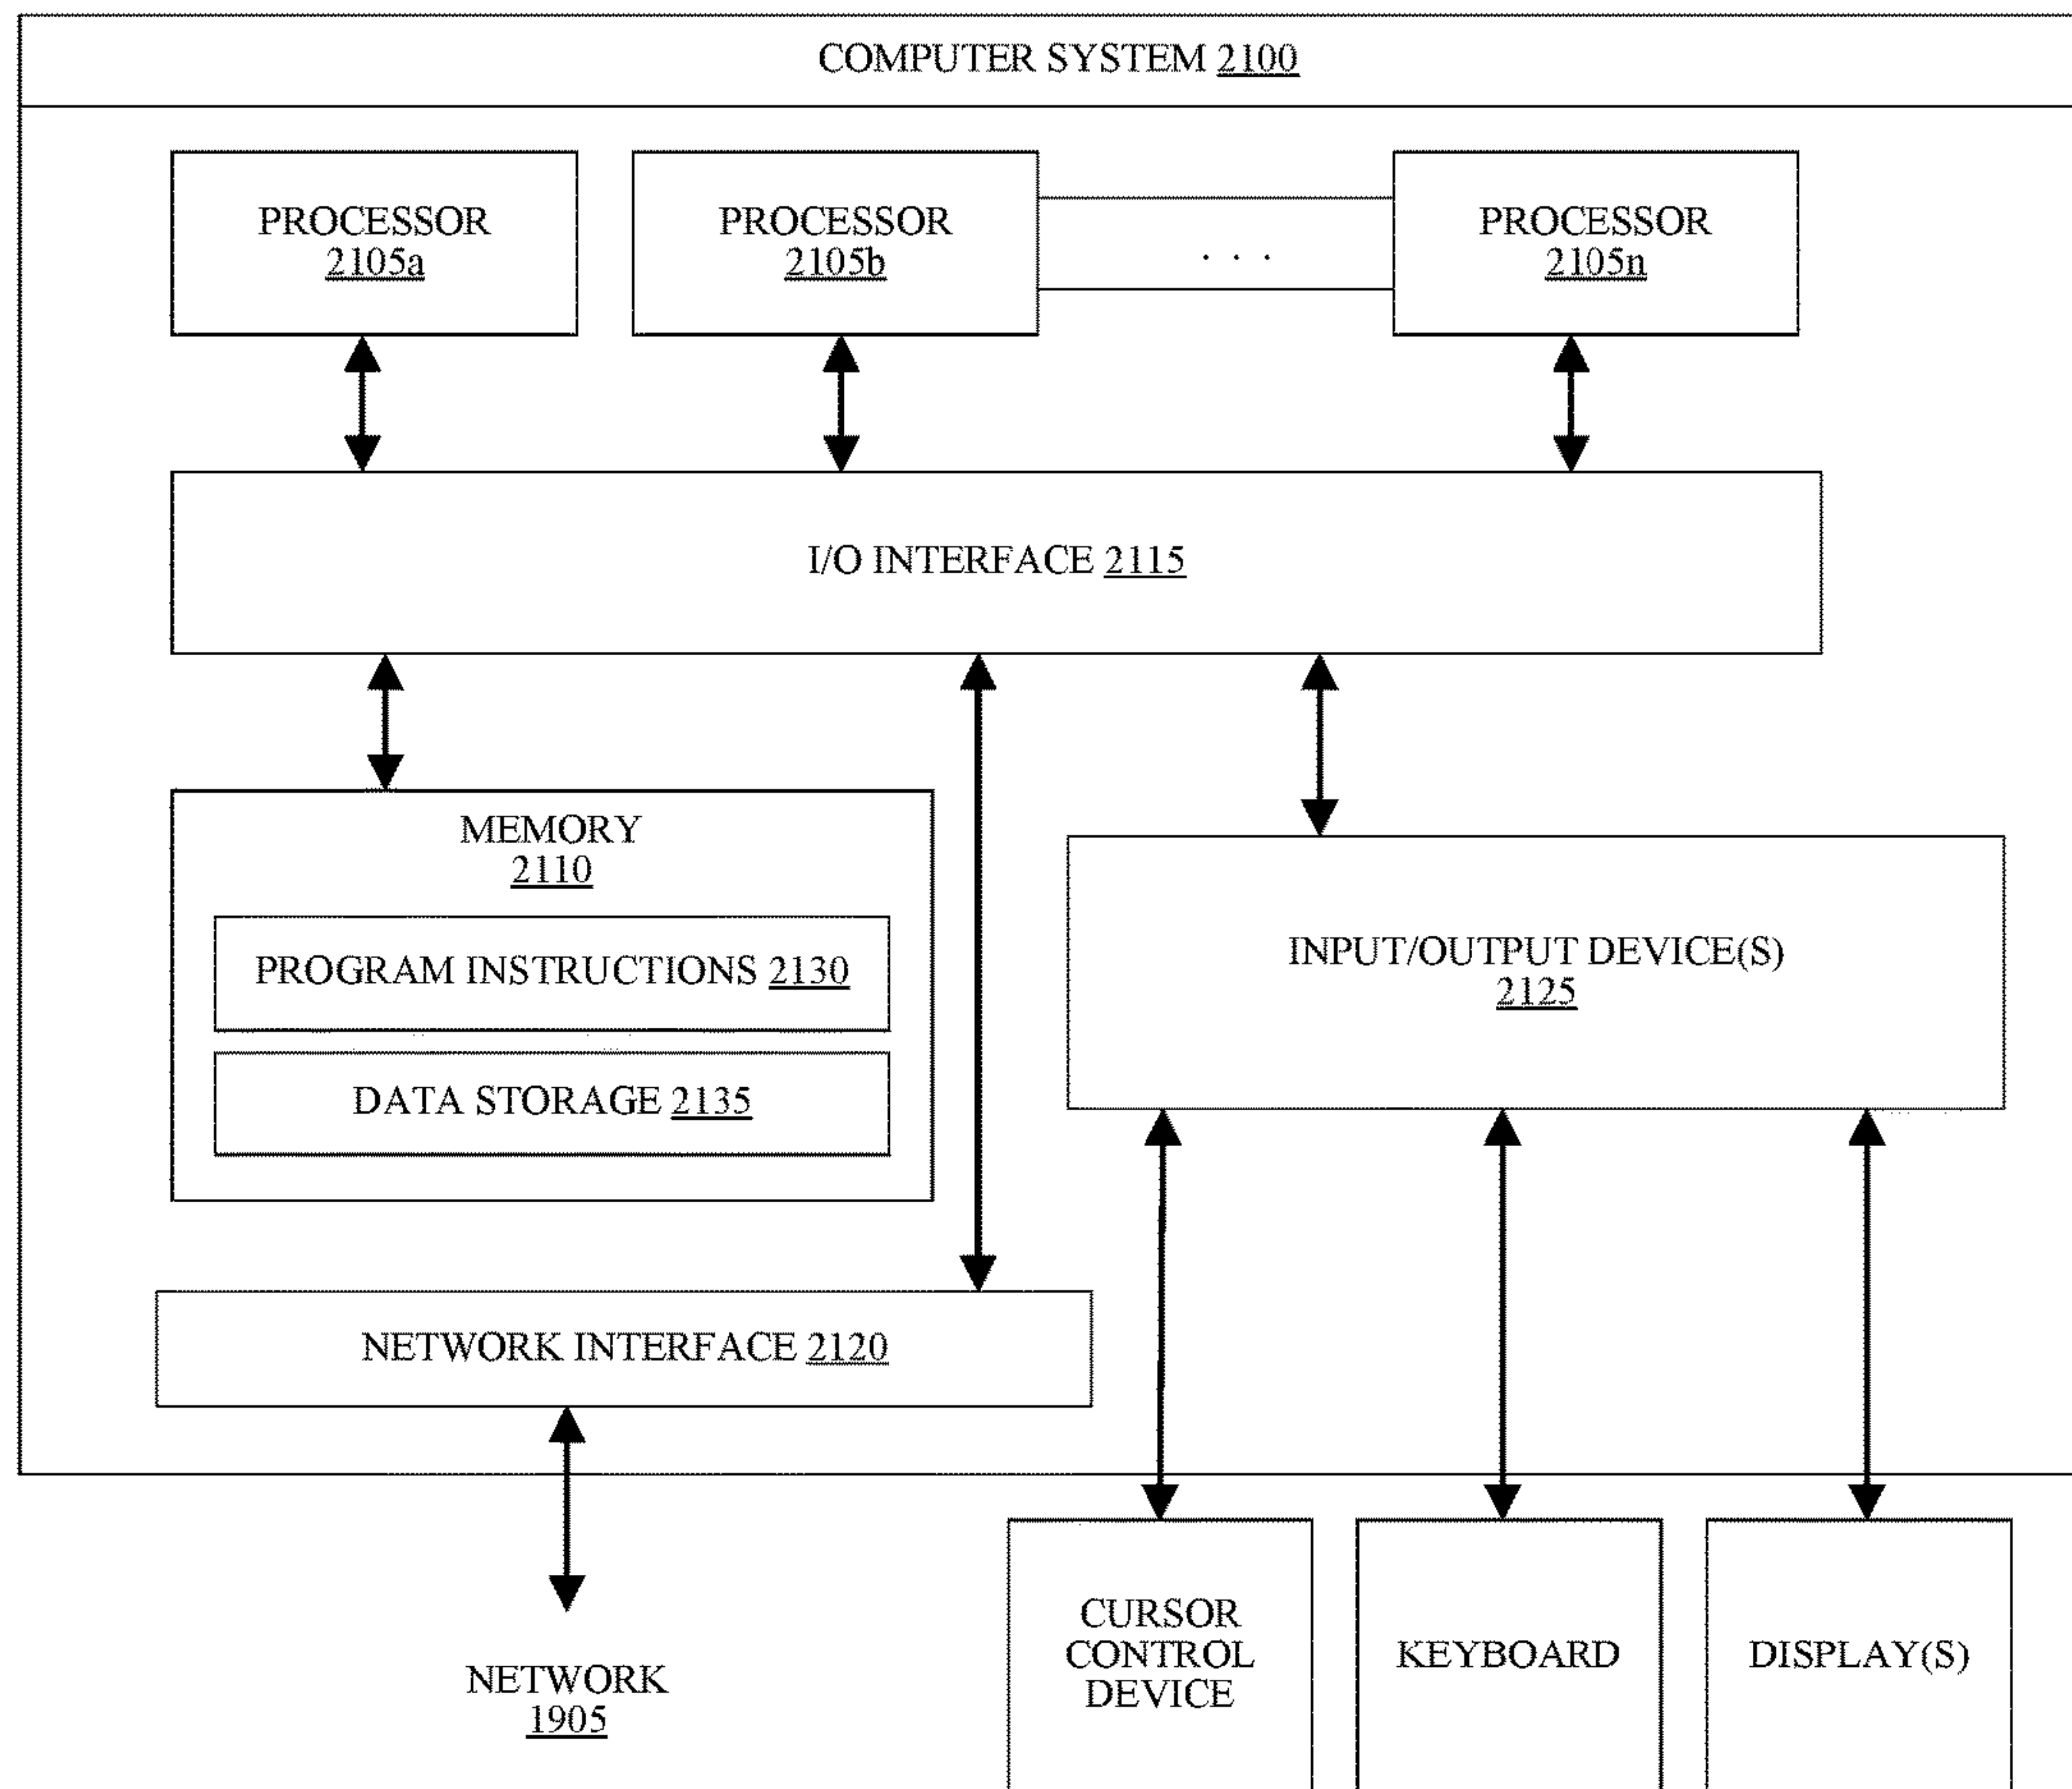 COMPUTER SYSTEM 2100
PROCESSOR
2105a
PROCESSOR
2105b
. . .
PROCESSOR
2105n
I/O INTERFACE 2115
MEMORY
2110
PROGRAM INSTRUCTIONS 2130
DATA STORAGE 2135
INPUT/OUTPUT DEVICE(S)
2125
NETWORK INTERFACE 2120
NETWORK
1905
CURSOR
CONTROL
DEVICE
KEYBOARD
DISPLAY(S)